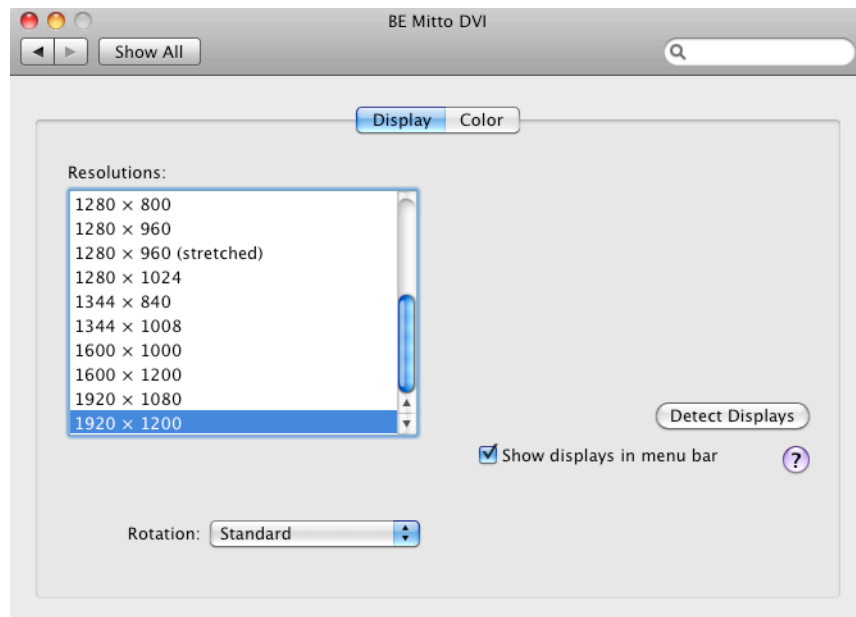 BE Mitto DVI
Show All
Display Color
Resolutions:
1280 × 800
1280 × 960
1280 × 960 (stretched)
1280 × 1024
1344 × 840
1344 × 1008
1600 × 1000
1600 × 1200
1920 × 1080
1920 × 1200
Detect Displays
Show displays in menu bar ?
Rotation: Standard